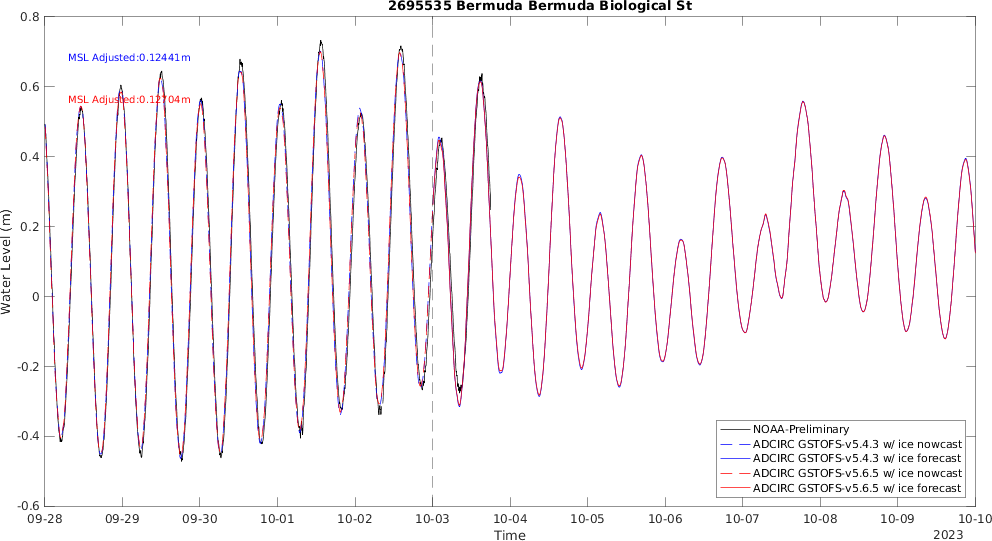 2695535 Bermuda Bermuda Biological St
MSL Adjusted:0.12441m
MSL Adjusted:0.12704m
Water Level (m)
0.8
0.6
0.4
0.2
0
-0.2
-0.4
-0.6
NOAA-Preliminary
ADCIRC GSTOFS-v5.4.3 w/ ice nowcast
ADCIRC GSTOFS-v5.4.3 w/ ice forecast
ADCIRC GSTOFS-v5.6.5 w/ ice nowcast
ADCIRC GSTOFS-v5.6.5 w/ ice forecast
09-28 09-29 09-30 10-01 10-02 10-03 10-04 10-05 10-06 10-07 10-08 10-09 10-10
Time
2023